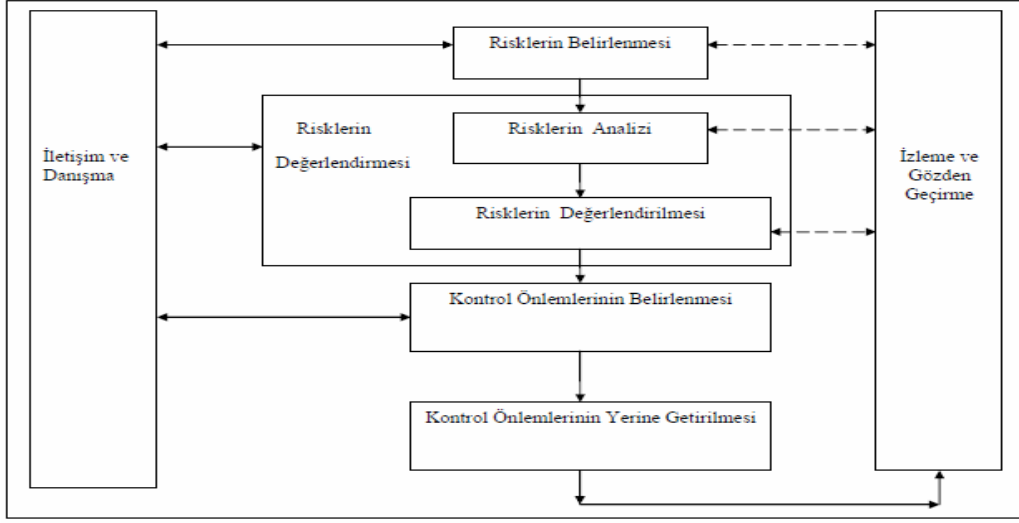 Risklerin Belirlenmesi
Risklerin
Değerlendirmesi
Risklerin Analizi
İletişim ve
Danışma
İzleme ve
Gözden
Geçirme
Risklerin Değerlendirilmesi
Kontrol Önlemlerinin Belirlenmesi
Kontrol Önlemlerinin Yerine Getirilmesi